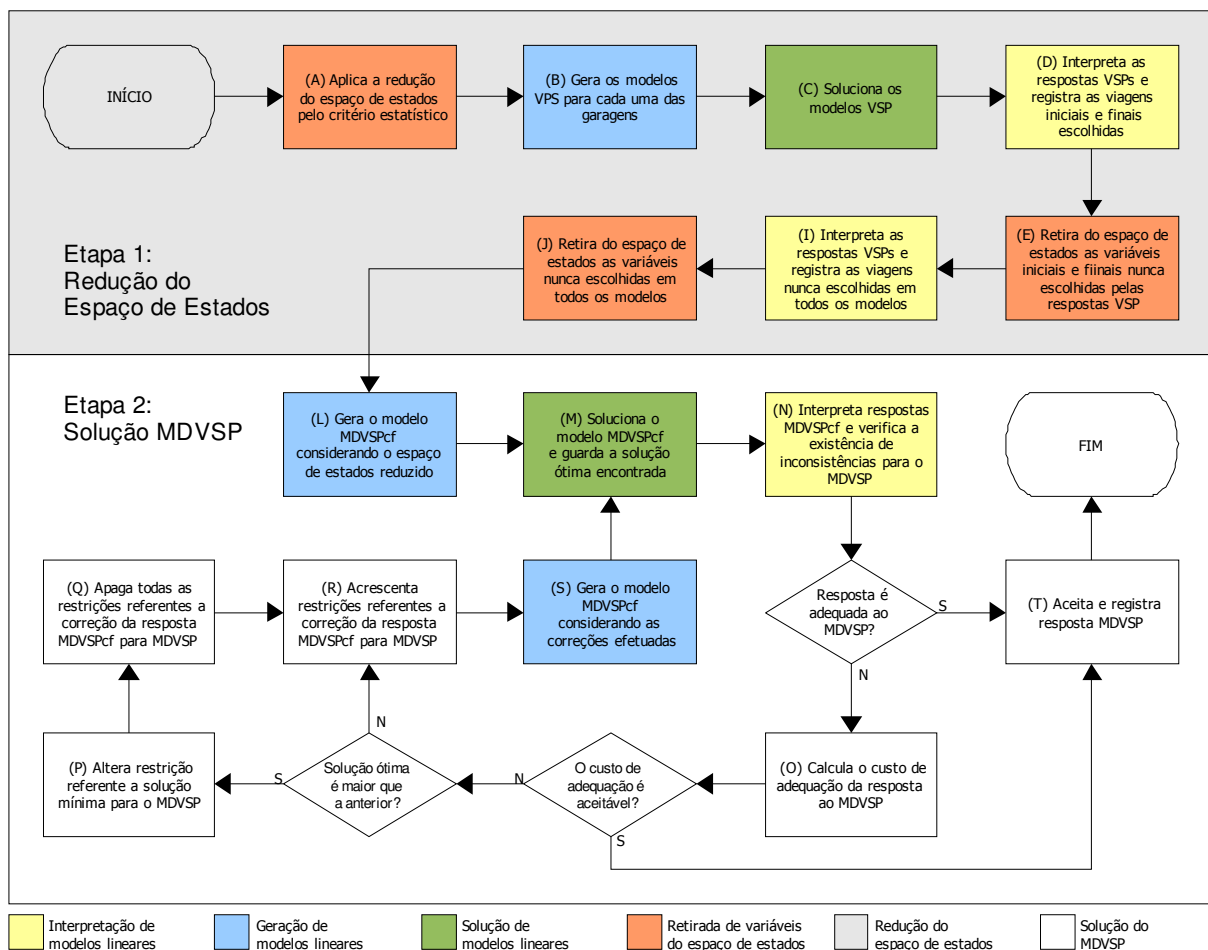 INÍCIO
(A) Aplica a redução
do espaço de estados
pelo critério estatístico
(B) Gera os modelos
VPS para cada uma das
garagens
(C) Soluciona os
modelos VSP
(D) Interpreta as
respostas VSPs e
registra as viagens
iniciais e finais
escolhidas
Etapa 1:
Redução do
Espaço de Estados
(J) Retira do espaço de
estados as variáveis
nunca escolhidas em
todos os modelos
(I) Interpreta as
respostas VSPs e
registra as viagens
nunca escolhidas em
todos os modelos
(E) Retira do espaço de
estados as variáveis
iniciais e fiinais nunca
escolhidas pelas
respostas VSP
Etapa 2:
Solução MDVSP
(L) Gera o modelo
MDVSPcf
considerando o espaço
de estados reduzido
(M) Soluciona o
modelo MDVSPcf
e guarda a solução
ótima encontrada
(N) Interpreta respostas
MDVSPcf e verifica a
existência de
inconsistências para o
MDVSP
FIM
(Q) Apaga todas as
restrições referentes a
correção da resposta
MDVSPcf para MDVSP
(R) Acrescenta
restrições referentes a
correção da resposta
MDVSPcf para MDVSP
(S) Gera o modelo
MDVSPcf
considerando as
correções efetuadas
Resposta é
adequada ao
MDVSP?
S
(T) Aceita e registra
resposta MDVSP
N
N
(P) Altera restrição
referente a solução
mínima para o MDVSP
S
Solução ótima
é maior que
a anterior?
N
O custo de
adequação é
aceitável?
S
(O) Calcula o custo de
adequação da resposta
ao MDVSP
Interpretação de
modelos lineares
Geração de
modelos lineares
Solução de
modelos lineares
Retirada de variáveis
do espaço de estados
Redução do
espaço de estados
Solução do
MDVSP